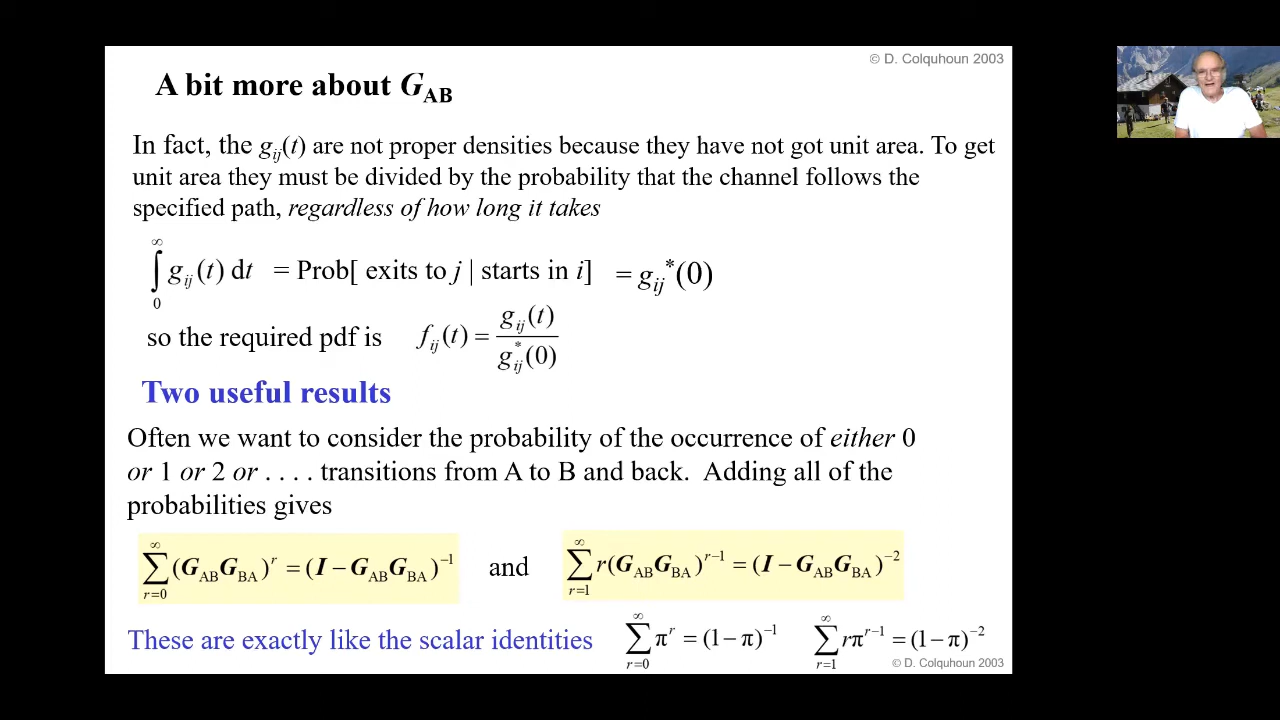 © D. Colquhoun 2003
A bit more about G_AB
In fact, the g_ij(t) are not proper densities because they have not got unit area. To get
unit area they must be divided by the probability that the channel follows the
specified path, regardless of how long it takes
∫_0^∞ g_ij(t) dt = Prob[ exits to j | starts in i] = g_ij*(0)
so the required pdf is f_ij(t) = g_ij(t) / g_ij*(0)
Two useful results
Often we want to consider the probability of the occurrence of either 0
or 1 or 2 or . . . . transitions from A to B and back. Adding all of the
probabilities gives
∑_{r=0}^∞ (G_AB G_BA)^r = (I − G_AB G_BA)^−1 and ∑_{r=1}^∞ r(G_AB G_BA)^{r−1} = (I − G_AB G_BA)^−2
These are exactly like the scalar identities ∑_{r=0}^∞ π^r = (1 − π)^−1 ∑_{r=1}^∞ rπ^{r−1} = (1 − π)^−2
© D. Colquhoun 2003